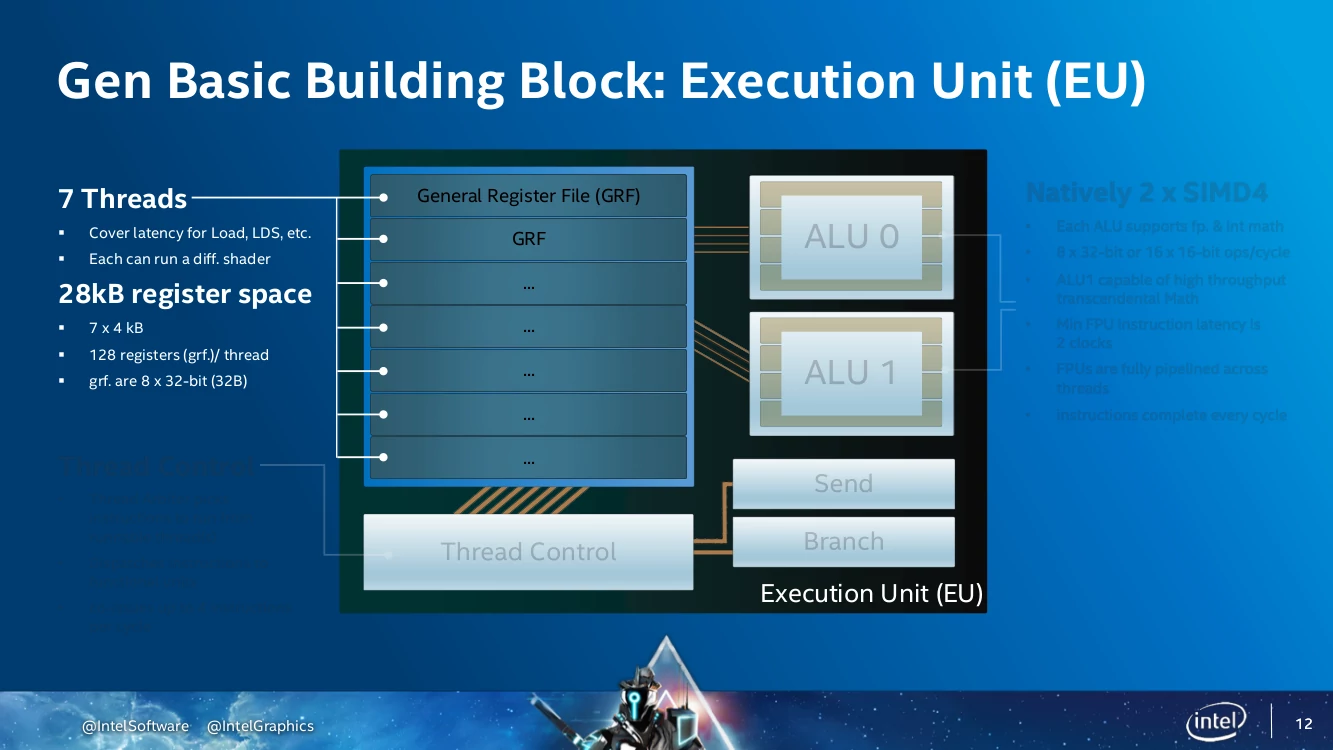 Gen Basic Building Block: Execution Unit (EU)
7 Threads
▪ Cover latency for Load, LDS, etc.
▪ Each can run a diff. shader
28kB register space
▪ 7 x 4 kB
▪ 128 registers (grf.)/ thread
▪ grf. are 8 x 32-bit (32B)
Thread Control
General Register File (GRF)
GRF
...
...
...
...
...
Thread Control
ALU 0
ALU 1
Send
Branch
Execution Unit (EU)
Natively 2 x SIMD4
• Each ALU supports fp. & Int math
• 8 x 32-bit or 16 x 16-bit ops/cycle
• ALU1 capable of high throughput
transcendental Math
• Min FPU instruction latency is
2 clocks
• FPUs are fully pipelined across
threads
• Instructions complete every cycle
@IntelSoftware @IntelGraphics
intel
12